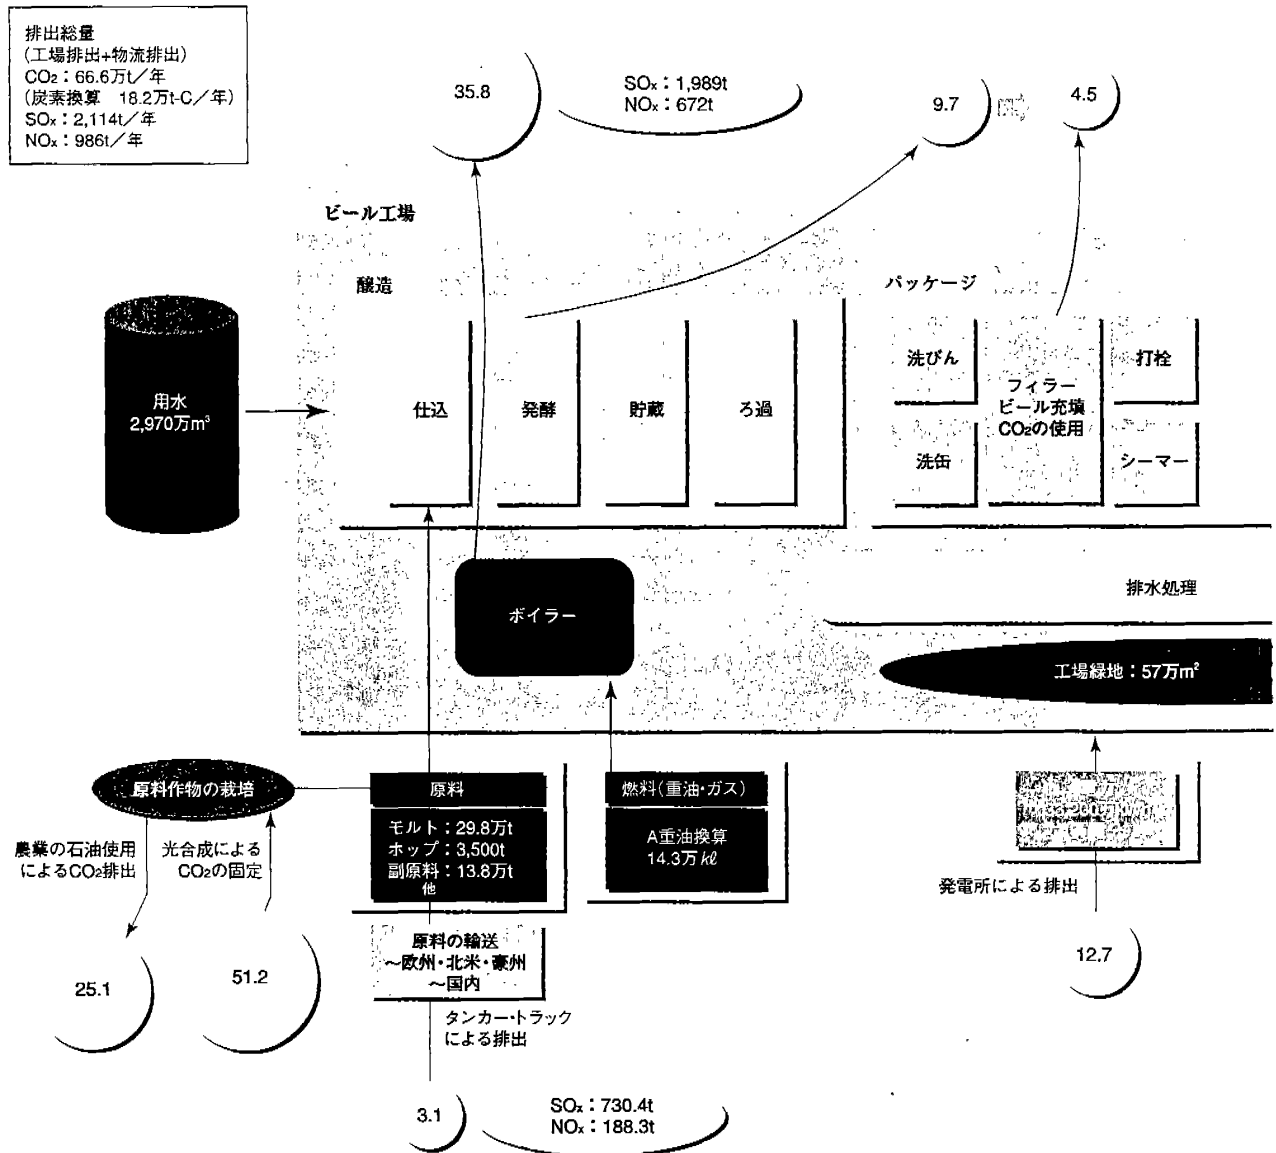 排出総量
(工場排出+物流排出)
CO₂：66.6万t／年
(炭素換算　18.2万t-C／年)
SOx：2,114t／年
NOx：986t／年
35.8
SOx：1,989t
NOx：672t
9.7
4.5
ビール工場
醸造
パッケージ
用水
2,970万m³
仕込
発酵
貯蔵
ろ過
洗びん
洗缶
フィラー
ビール充填
CO₂の使用
打栓
シーマー
ボイラー
排水処理
工場緑地：57万m²
原料作物の栽培
農業の石油使用
によるCO₂排出
光合成による
CO₂の固定
25.1
51.2
原料
モルト：29.8万t
ホップ：3,500t
副原料：13.8万t
他
燃料(重油・ガス)
A重油換算
14.3万kℓ
原料の輸送
～欧州・北米・豪州
～国内
タンカー・トラック
による排出
3.1
SOx：730.4t
NOx：188.3t
発電所による排出
12.7